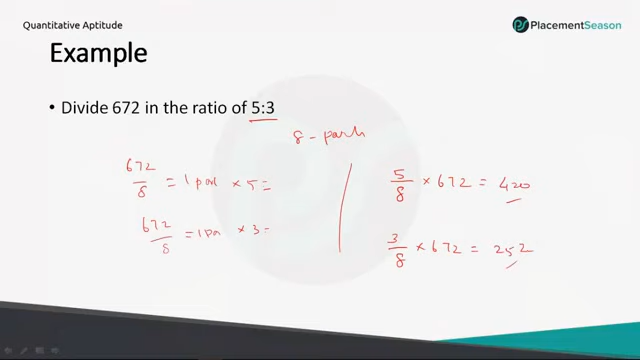 Quantitative Aptitude
PlacementSeason
Example
• Divide 672 in the ratio of 5:3
8 - parts
672/8 = 1 part × 5 =
672/8 = 1 pa × 3 =
5/8 × 672 = 420
3/8 × 672 = 252